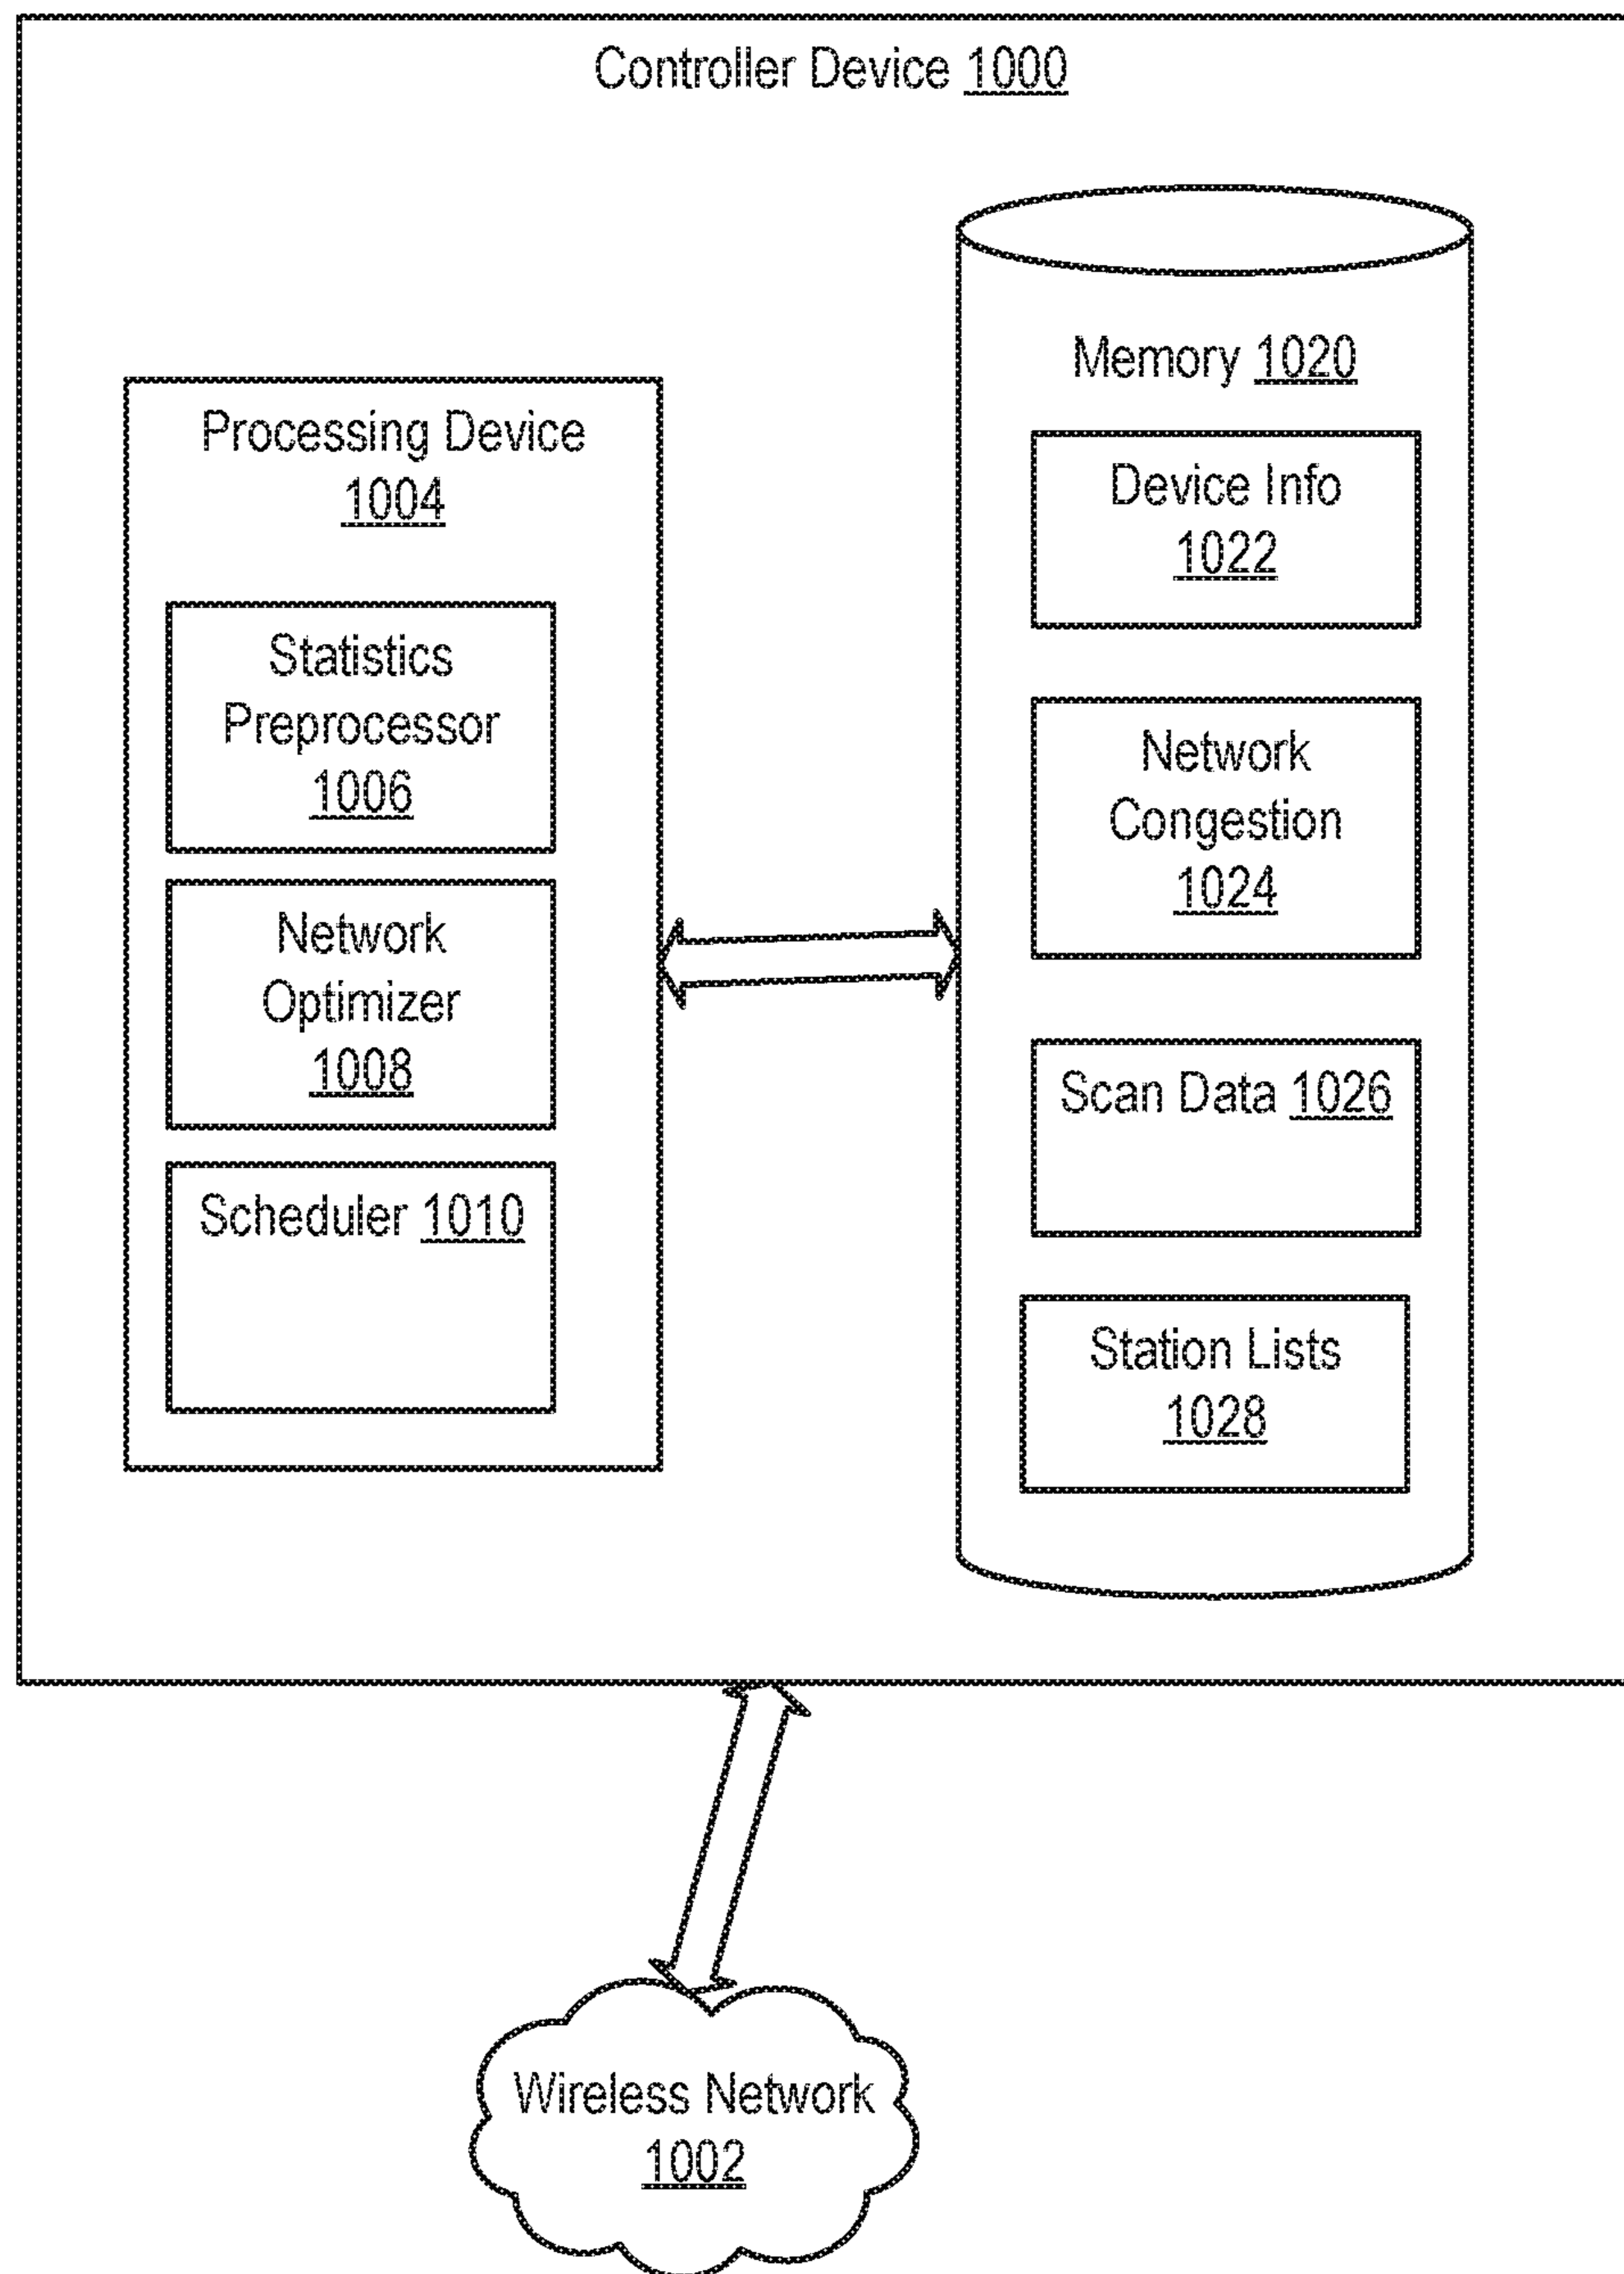 Controller Device 1000
Processing Device
1004
Statistics
Preprocessor
1006
Network
Optimizer
1008
Scheduler 1010
Memory 1020
Device Info
1022
Network
Congestion
1024
Scan Data 1026
Station Lists
1028
Wireless Network
1002